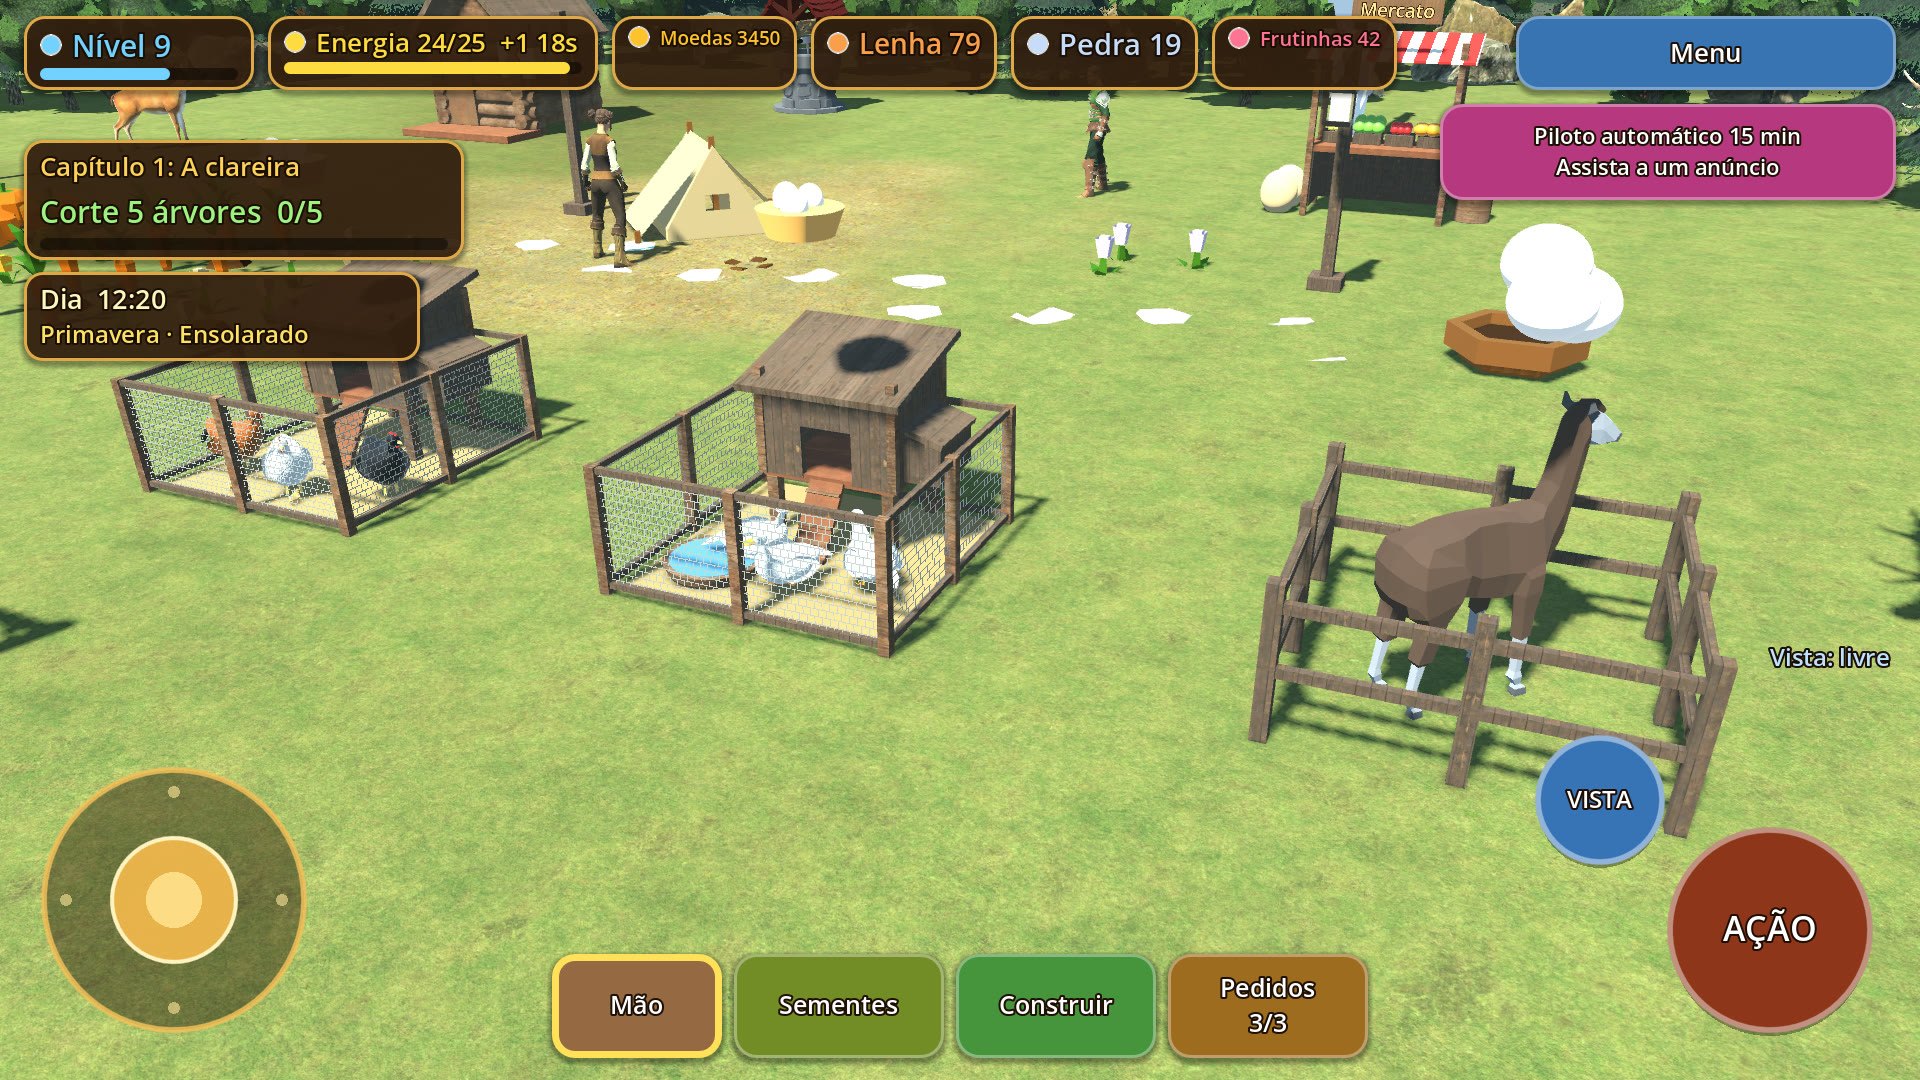 Nível 9
Energia 24/25 +1 18s
Moedas 3450
Lenha 79
Pedra 19
Frutinhas 42
Mercato
Menu
Piloto automático 15 min
Assista a um anúncio
Capítulo 1: A clareira
Corte 5 árvores 0/5
Dia 12:20
Primavera · Ensolarado
Vista: livre
VISTA
AÇÃO
Mão
Sementes
Construir
Pedidos
3/3